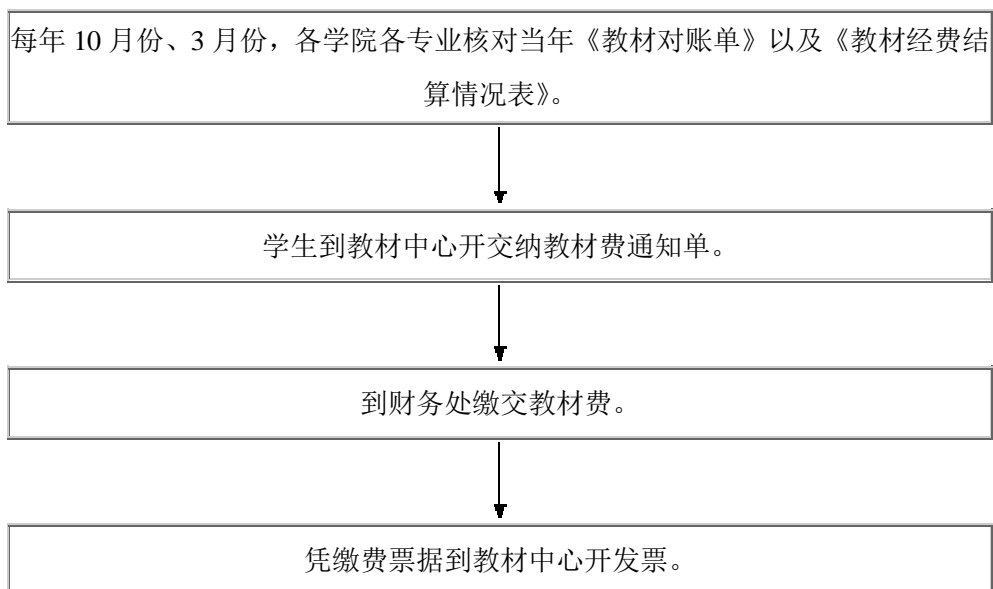 每年 10 月份、3 月份，各学院各专业核对当年《教材对账单》以及《教材经费结
算情况表》。
学生到教材中心开交纳教材费通知单。
到财务处缴交教材费。
凭缴费票据到教材中心开发票。